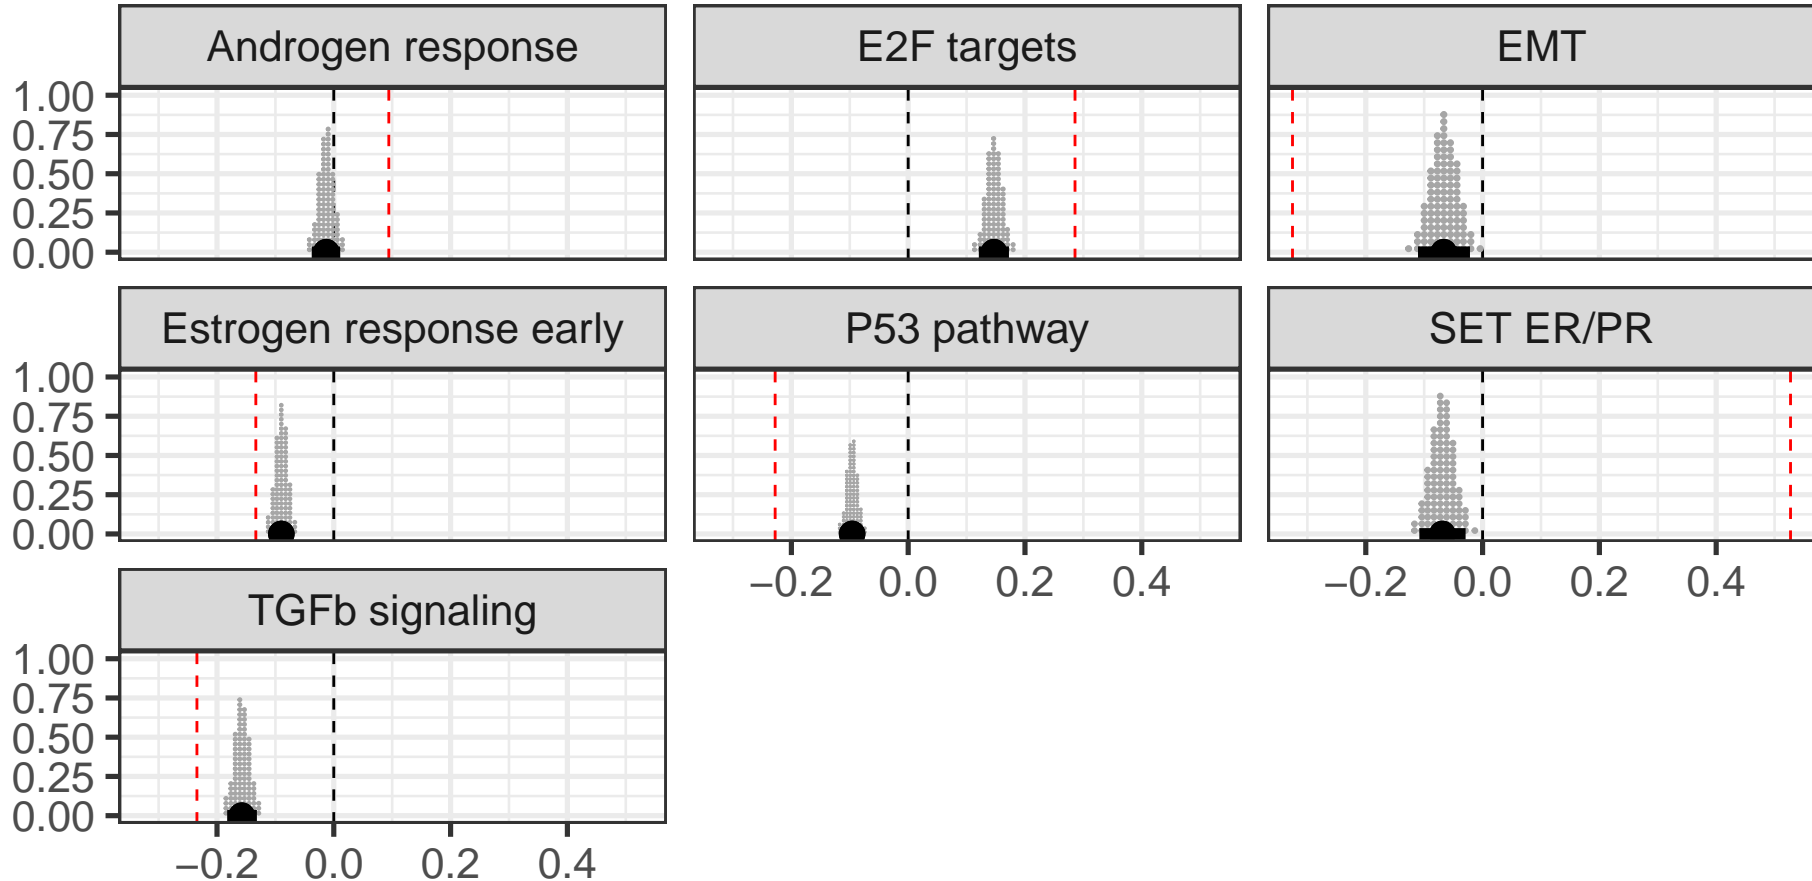 Androgen response
E2F targets
EMT
1.00
0.75
0.50
0.25
0.00
Estrogen response early
P53 pathway
SET ER/PR
1.00
0.75
0.50
0.25
0.00
−0.2 0.0 0.2 0.4
−0.2 0.0 0.2 0.4
TGFb signaling
1.00
0.75
0.50
0.25
0.00
−0.2 0.0 0.2 0.4